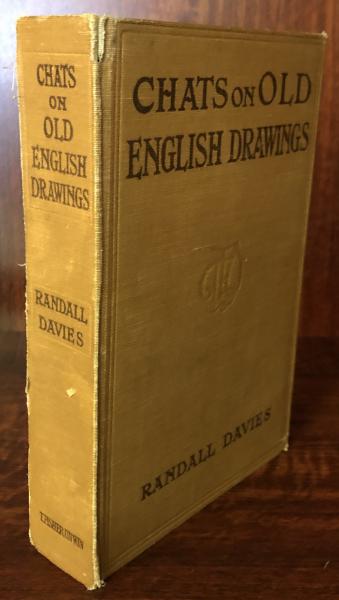 CHATS
ON
OLD
ENGLISH
DRAWINGS
RANDALL
DAVIES
T. FISHER UNWIN
CHATS ON OLD
ENGLISH DRAWINGS
RANDALL DAVIES